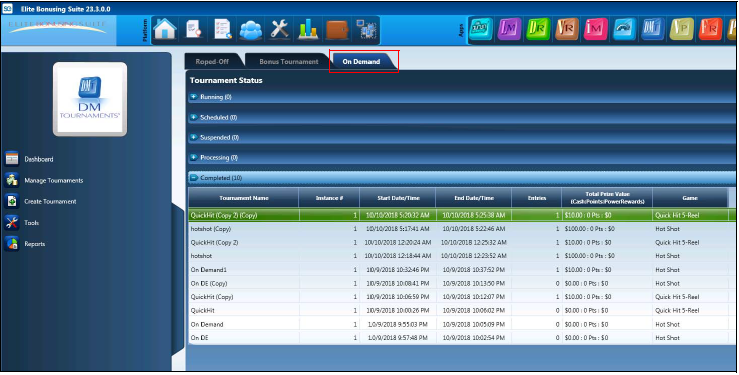 Elite Bonusing Suite 23.3.0.0
ELITE BONUSING SUITE
Platform
Apps
Roped-Off Bonus Tournament On Demand
Tournament Status
Running (0)
Scheduled (0)
Suspended (0)
Processing (0)
Completed (10)
DM
TOURNAMENTS
Dashboard
Manage Tournaments
Create Tournament
Tools
Reports
Tournament Name Instance # Start Date/Time End Date/Time Entries Total Prize Value (Cash:Points:PowerRewards) Game
QuickHit (Copy 2) (Copy) 1 10/10/2018 5:20:32 AM 10/10/2018 5:25:38 AM 1 $10.00 : 0 Pts : $0 Quick Hit 5-Reel
hotshot (Copy) 1 10/10/2018 5:17:41 AM 10/10/2018 5:22:46 AM 1 $100.00 : 0 Pts : $0 Hot Shot
QuickHit (Copy 2) 1 10/10/2018 12:20:24 AM 10/10/2018 12:25:32 AM 1 $10.00 : 0 Pts : $0 Quick Hit 5-Reel
hotshot 1 10/10/2018 12:18:44 AM 10/10/2018 12:23:52 AM 1 $100.00 : 0 Pts : $0 Hot Shot
On Demand1 1 10/9/2018 10:32:46 PM 10/9/2018 10:37:52 PM 1 $10.00 : 0 Pts : $0 Hot Shot
On DE (Copy) 1 10/9/2018 10:08:41 PM 10/9/2018 10:13:50 PM 0 $0.00 : 0 Pts : $0 Hot Shot
QuickHit (Copy) 1 10/9/2018 10:06:59 PM 10/9/2018 10:12:07 PM 1 $10.00 : 0 Pts : $0 Quick Hit 5-Reel
QuickHit 1 10/9/2018 10:00:26 PM 10/9/2018 10:06:02 PM 0 $0.00 : 0 Pts : $0 Quick Hit 5-Reel
On Demand 1 10/9/2018 9:55:03 PM 10/9/2018 10:05:09 PM 0 $0.00 : 0 Pts : $0 Hot Shot
On DE 1 10/9/2018 9:57:48 PM 10/9/2018 10:02:54 PM 0 $0.00 : 0 Pts : $0 Hot Shot